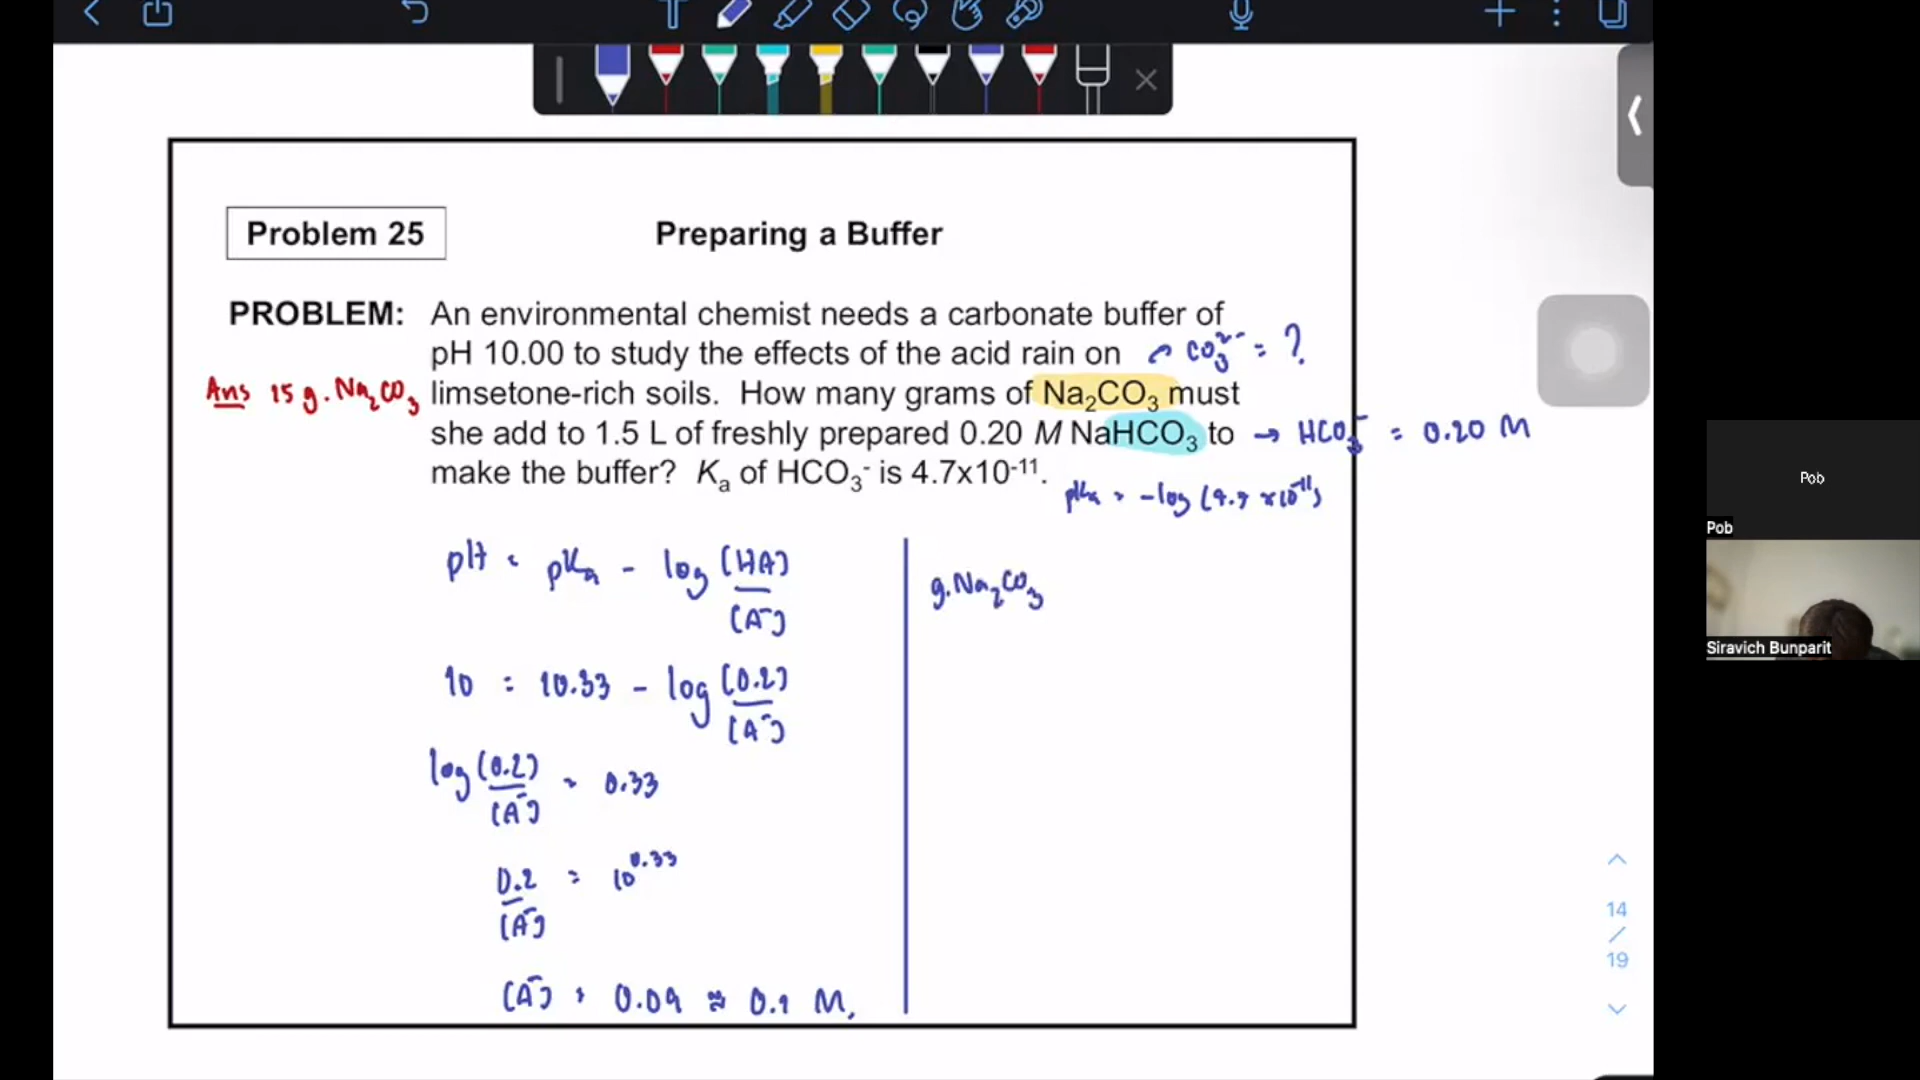 Problem 25
Preparing a Buffer
PROBLEM: An environmental chemist needs a carbonate buffer of
pH 10.00 to study the effects of the acid rain on
CO₃²⁻ = ?
Ans 15 g. Na₂CO₃
limsetone-rich soils. How many grams of Na₂CO₃ must
she add to 1.5 L of freshly prepared 0.20 M NaHCO₃ to
→ HCO₃⁻ = 0.20 M
make the buffer? Kₐ of HCO₃⁻ is 4.7x10⁻¹¹.
pKₐ = -log (4.7 x10⁻¹¹)
pH = pKₐ - log [HA]/[A⁻]
10 = 10.33 - log [0.2]/[A⁻]
log [0.2]/[A⁻] = 0.33
0.2/[A⁻] = 10^0.33
[A⁻] = 0.09 ≈ 0.1 M
g. Na₂CO₃
Pob
Pob
Siravich Bunparit
14
/
19